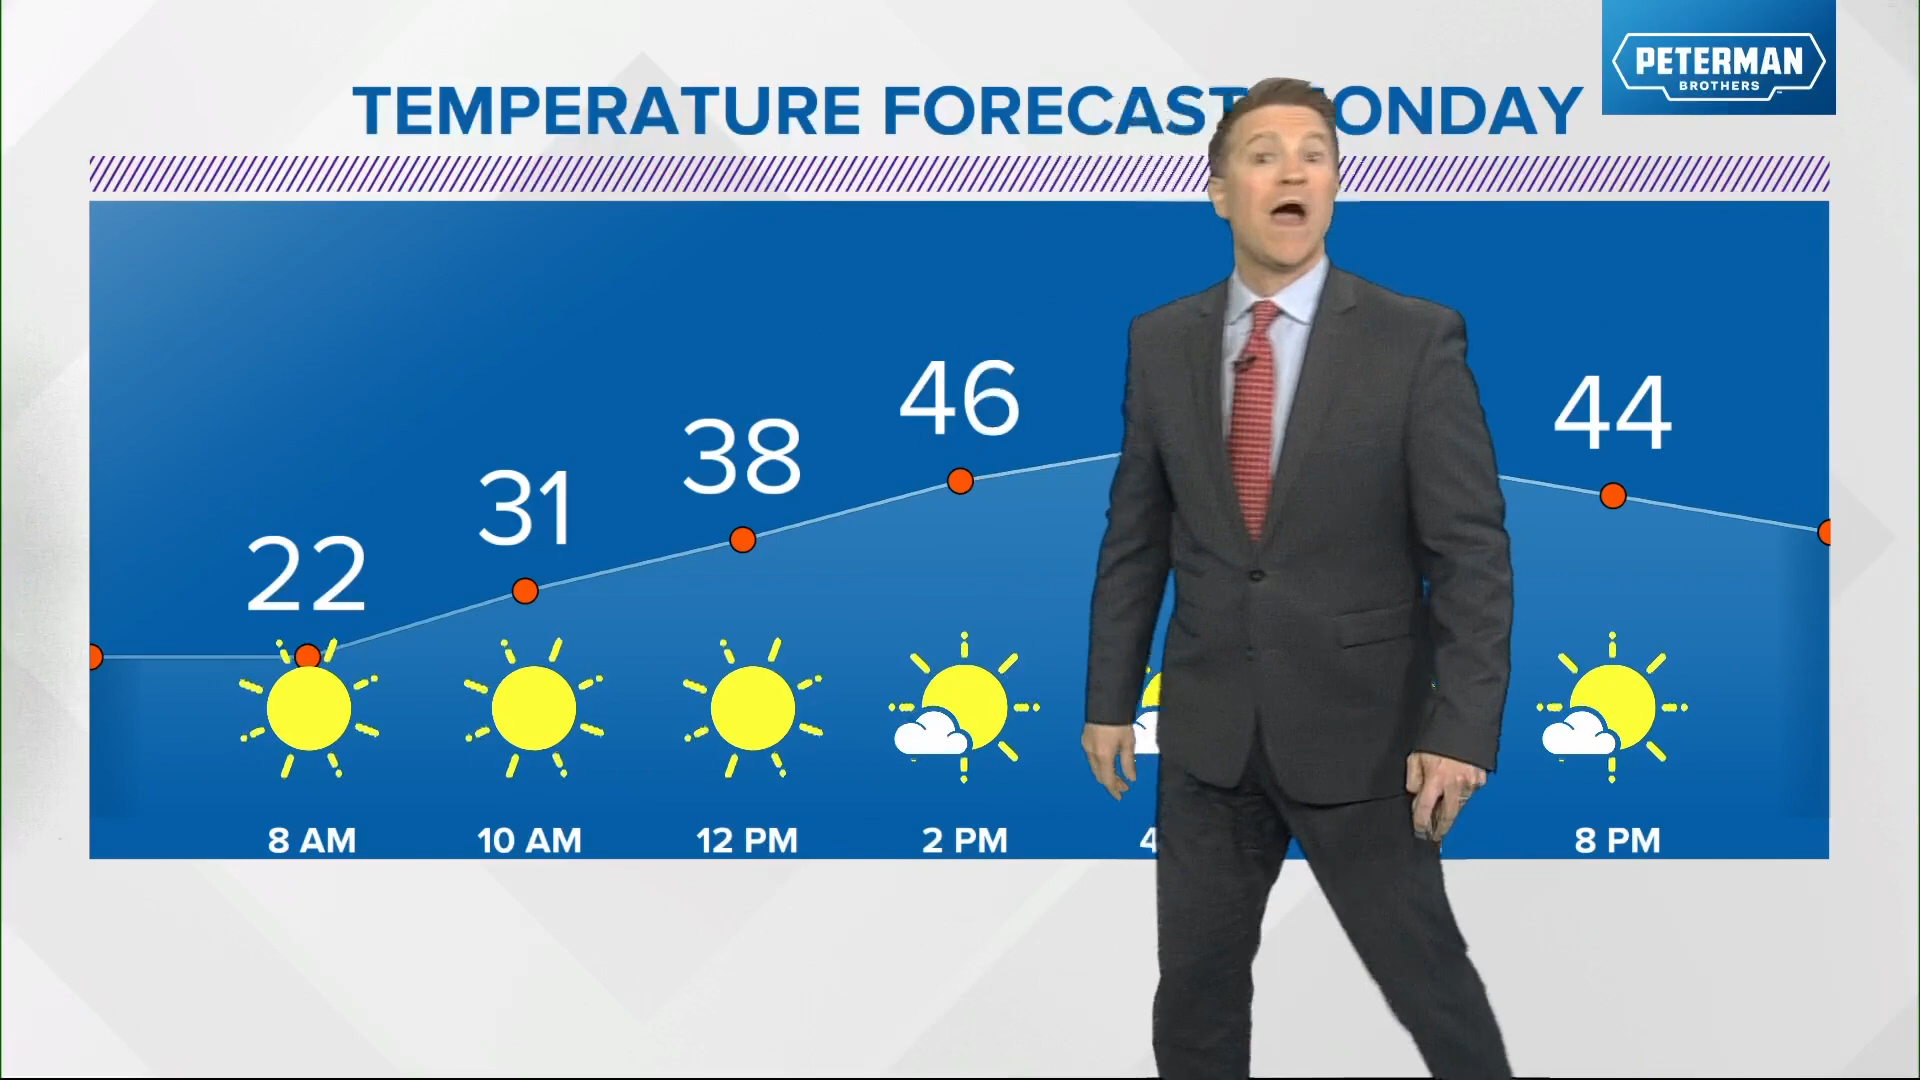 PETERMAN
BROTHERS
TEMPERATURE FORECAST ONDAY
46
44
38
31
22
8 AM 10 AM 12 PM 2 PM 4 8 PM